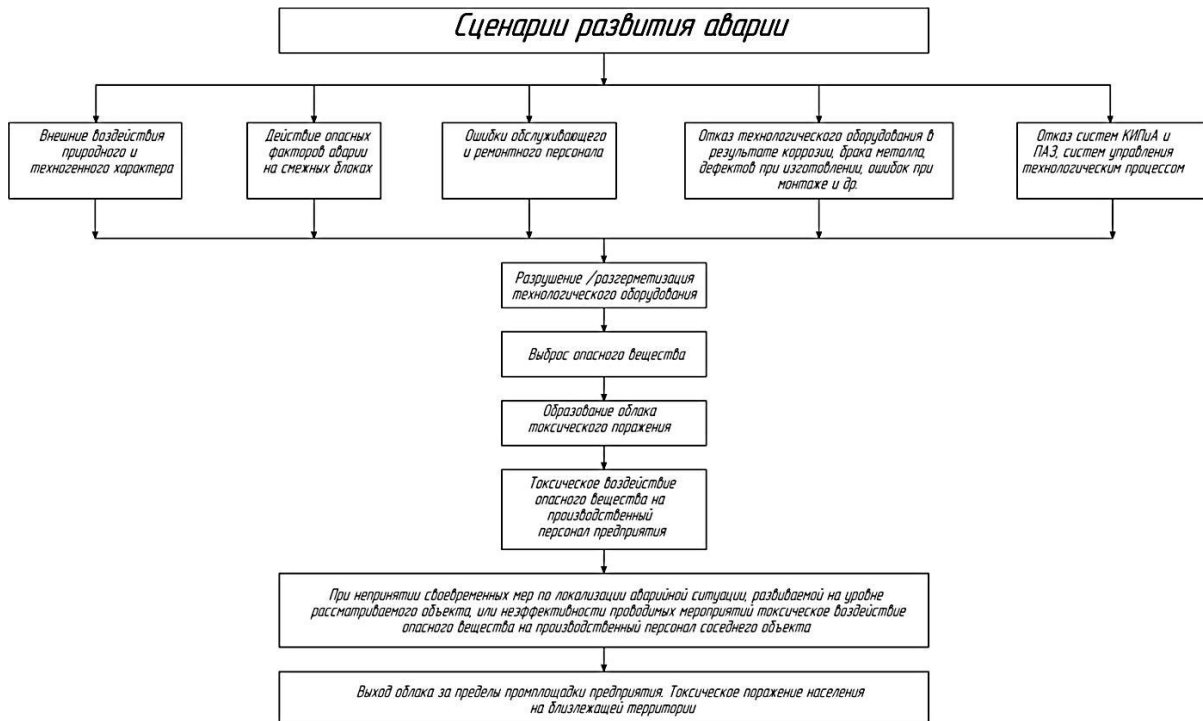 Сценарии развития аварии
Внешние воздействия
природного и
техногенного характера
Действие опасных
факторов аварии
на смежных блоках
Ошибки обслуживающего
и ремонтного персонала
Отказ технологического оборудования в
результате коррозии, брака металла,
дефектов при изготовлении, ошибок при
монтаже и др.
Отказ систем КИПиА и
ПАЗ, систем управления
технологическим процессом
Разрушение /разгерметизация
технологического оборудования
Выброс опасного вещества
Образование облака
токсического поражения
Токсическое воздействие
опасного вещества на
производственный
персонал предприятия
При непринятии своевременных мер по локализации аварийной ситуации, развиваемой на уровне
рассматриваемого объекта, или неэффективности проводимых мероприятий токсическое воздействие
опасного вещества на производственный персонал соседнего объекта
Выход облака за пределы промплощадки предприятия. Токсическое поражение населения
на близлежащей территории